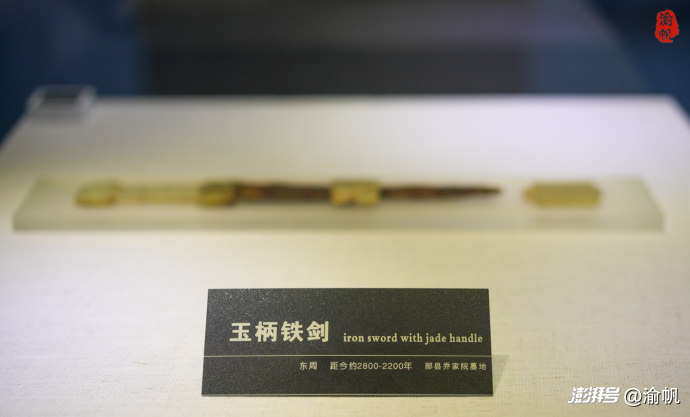 渝帆
玉柄铁剑 iron sword with jade handle
东周 距今约2800-2200年 郧县乔家院墓地
澎湃号@渝帆